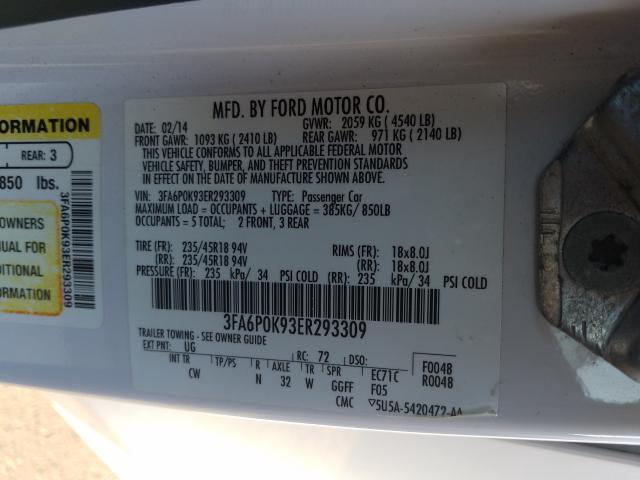 ORMATION
REAR: 3
850 lbs.
OWNERS
NUAL FOR
DITIONAL
FORMATION
3FA6P0K93ER293309
MFD. BY FORD MOTOR CO.
DATE: 02/14 GVWR: 2059 KG ( 4540 LB)
FRONT GAWR: 1093 KG ( 2410 LB) REAR GAWR: 971 KG ( 2140 LB)
THIS VEHICLE CONFORMS TO ALL APPLICABLE FEDERAL MOTOR
VEHICLE SAFETY, BUMPER, AND THEFT PREVENTION STANDARDS
IN EFFECT ON THE DATE OF MANUFACTURE SHOWN ABOVE.
VIN: 3FA6P0K93ER293309 TYPE: Passenger Car
MAXIMUM LOAD = OCCUPANTS + LUGGAGE = 385KG/ 850LB
OCCUPANTS = 5 TOTAL: 2 FRONT, 3 REAR
TIRE (FR): 235/45R18 94V RIMS (FR): 18x8.0J
(RR): 235/45R18 94V (RR): 18x8.0J
PRESSURE (FR): 235 kPa/ 34 PSI COLD (RR): 235 kPa/ 34 PSI COLD
3FA6P0K93ER293309
TRAILER TOWING - SEE OWNER GUIDE
EXT PNT: UG RC: 72 DSO: F0048
R0048
INT TR TP/PS R AXLE TR SPR EC71C
CW N 32 W GGFF F05
CMC 5U5A-5420472-AA